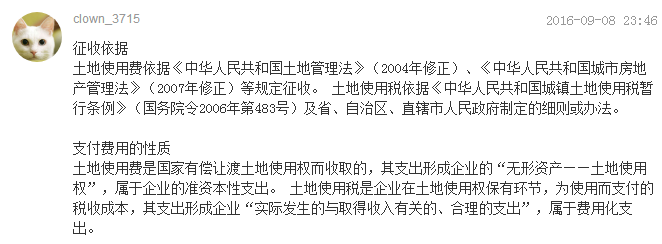 clown_3715
2016-09-08 23:46
征收依据
土地使用费依据《中华人民共和国土地管理法》（2004年修正）、《中华人民共和国城市房地
产管理法》（2007年修正）等规定征收。 土地使用税依据《中华人民共和国城镇土地使用税暂
行条例》（国务院令2006年第483号）及省、自治区、直辖市人民政府制定的细则或办法。
支付费用的性质
土地使用费是国家有偿让渡土地使用权而收取的，其支出形成企业的“无形资产——土地使用
权”，属于企业的准资本性支出。 土地使用税是企业在土地使用权保有环节，为使用而支付的
税收成本，其支出形成企业“实际发生的与取得收入有关的、合理的支出”，属于费用化支
出。